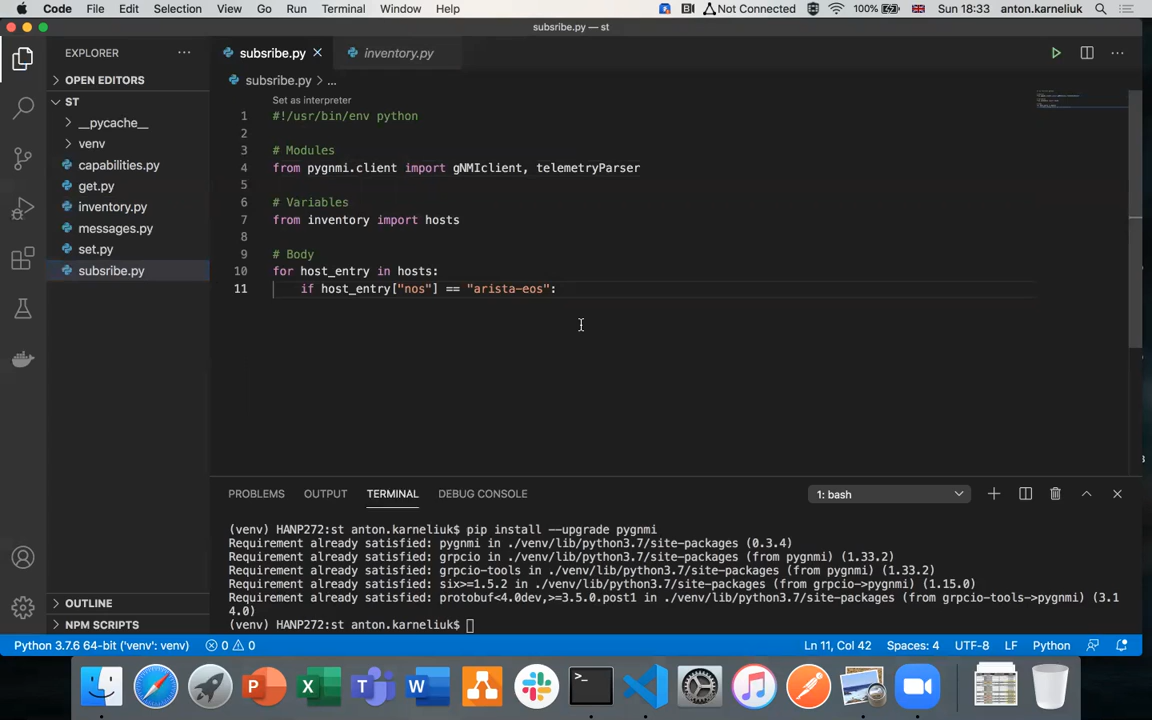 Code File Edit Selection View Go Run Terminal Window Help Not Connected 100% Sun 18:33 anton.karneliuk
subsribe.py — st
EXPLORER
OPEN EDITORS
ST
__pycache__
venv
capabilities.py
get.py
inventory.py
messages.py
set.py
subsribe.py
OUTLINE
NPM SCRIPTS
subsribe.py inventory.py
subsribe.py > ...
Set as interpreter
1 #!/usr/bin/env python
2
3 # Modules
4 from pygnmi.client import gNMIclient, telemetryParser
5
6 # Variables
7 from inventory import hosts
8
9 # Body
10 for host_entry in hosts:
11 if host_entry["nos"] == "arista-eos":
PROBLEMS OUTPUT TERMINAL DEBUG CONSOLE 1: bash
(venv) HANP272:st anton.karneliuk$ pip install --upgrade pygnmi
Requirement already satisfied: pygnmi in ./venv/lib/python3.7/site-packages (0.3.4)
Requirement already satisfied: grpcio in ./venv/lib/python3.7/site-packages (from pygnmi) (1.33.2)
Requirement already satisfied: grpcio-tools in ./venv/lib/python3.7/site-packages (from pygnmi) (1.33.2)
Requirement already satisfied: six>=1.5.2 in ./venv/lib/python3.7/site-packages (from grpcio->pygnmi) (1.15.0)
Requirement already satisfied: protobuf<4.0dev,>=3.5.0.post1 in ./venv/lib/python3.7/site-packages (from grpcio-tools->pygnmi) (3.1
4.0)
(venv) HANP272:st anton.karneliuk$
Python 3.7.6 64-bit ('venv': venv) 0 0 Ln 11, Col 42 Spaces: 4 UTF-8 LF Python